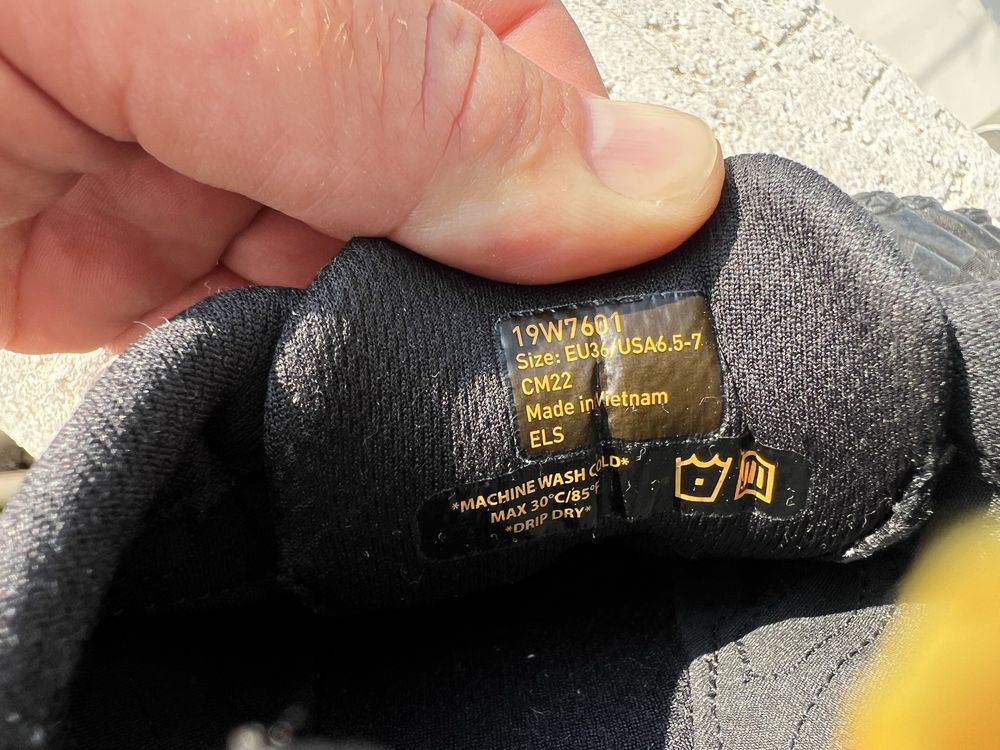 19W7601
Size: EU36/USA6.5-7
CM22
Made in Vietnam
ELS
*MACHINE WASH COLD*
MAX 30°C/85°F
*DRIP DRY*